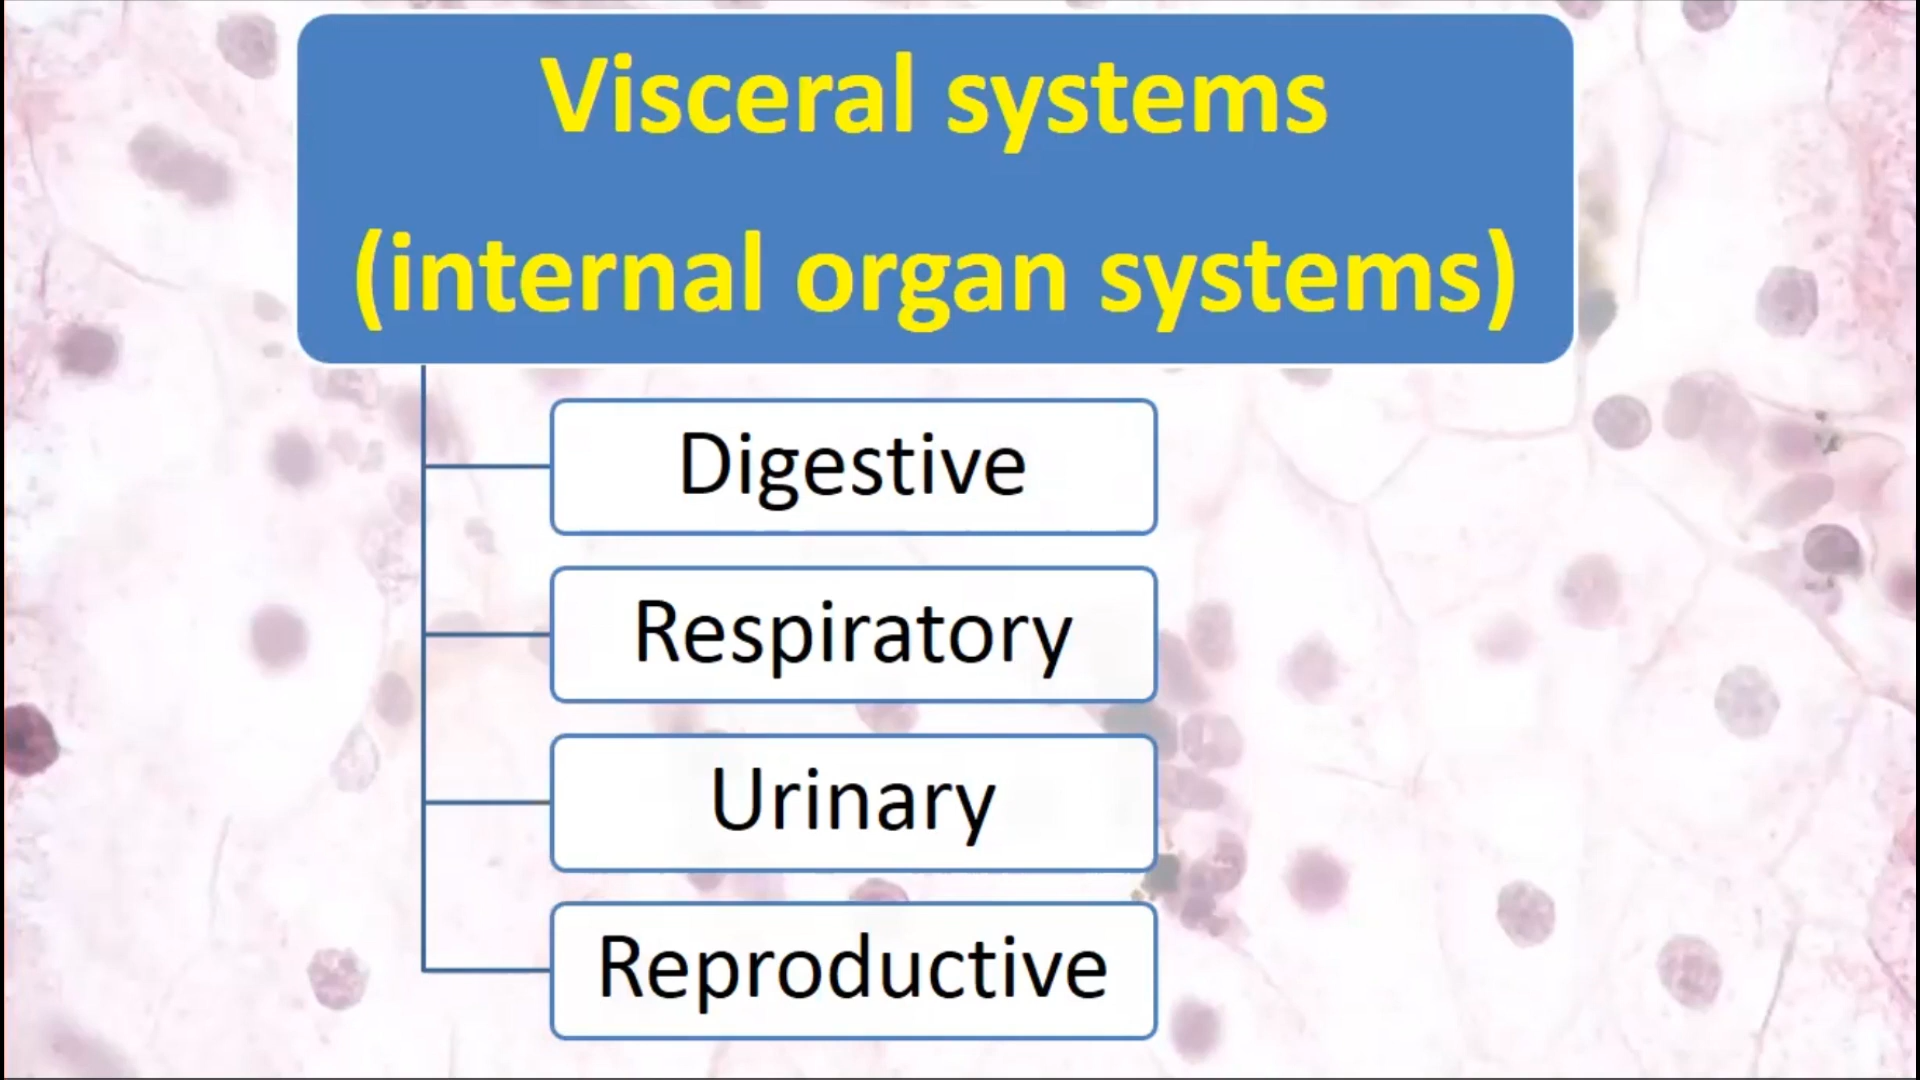 Visceral systems
(internal organ systems)
Digestive
Respiratory
Urinary
Reproductive